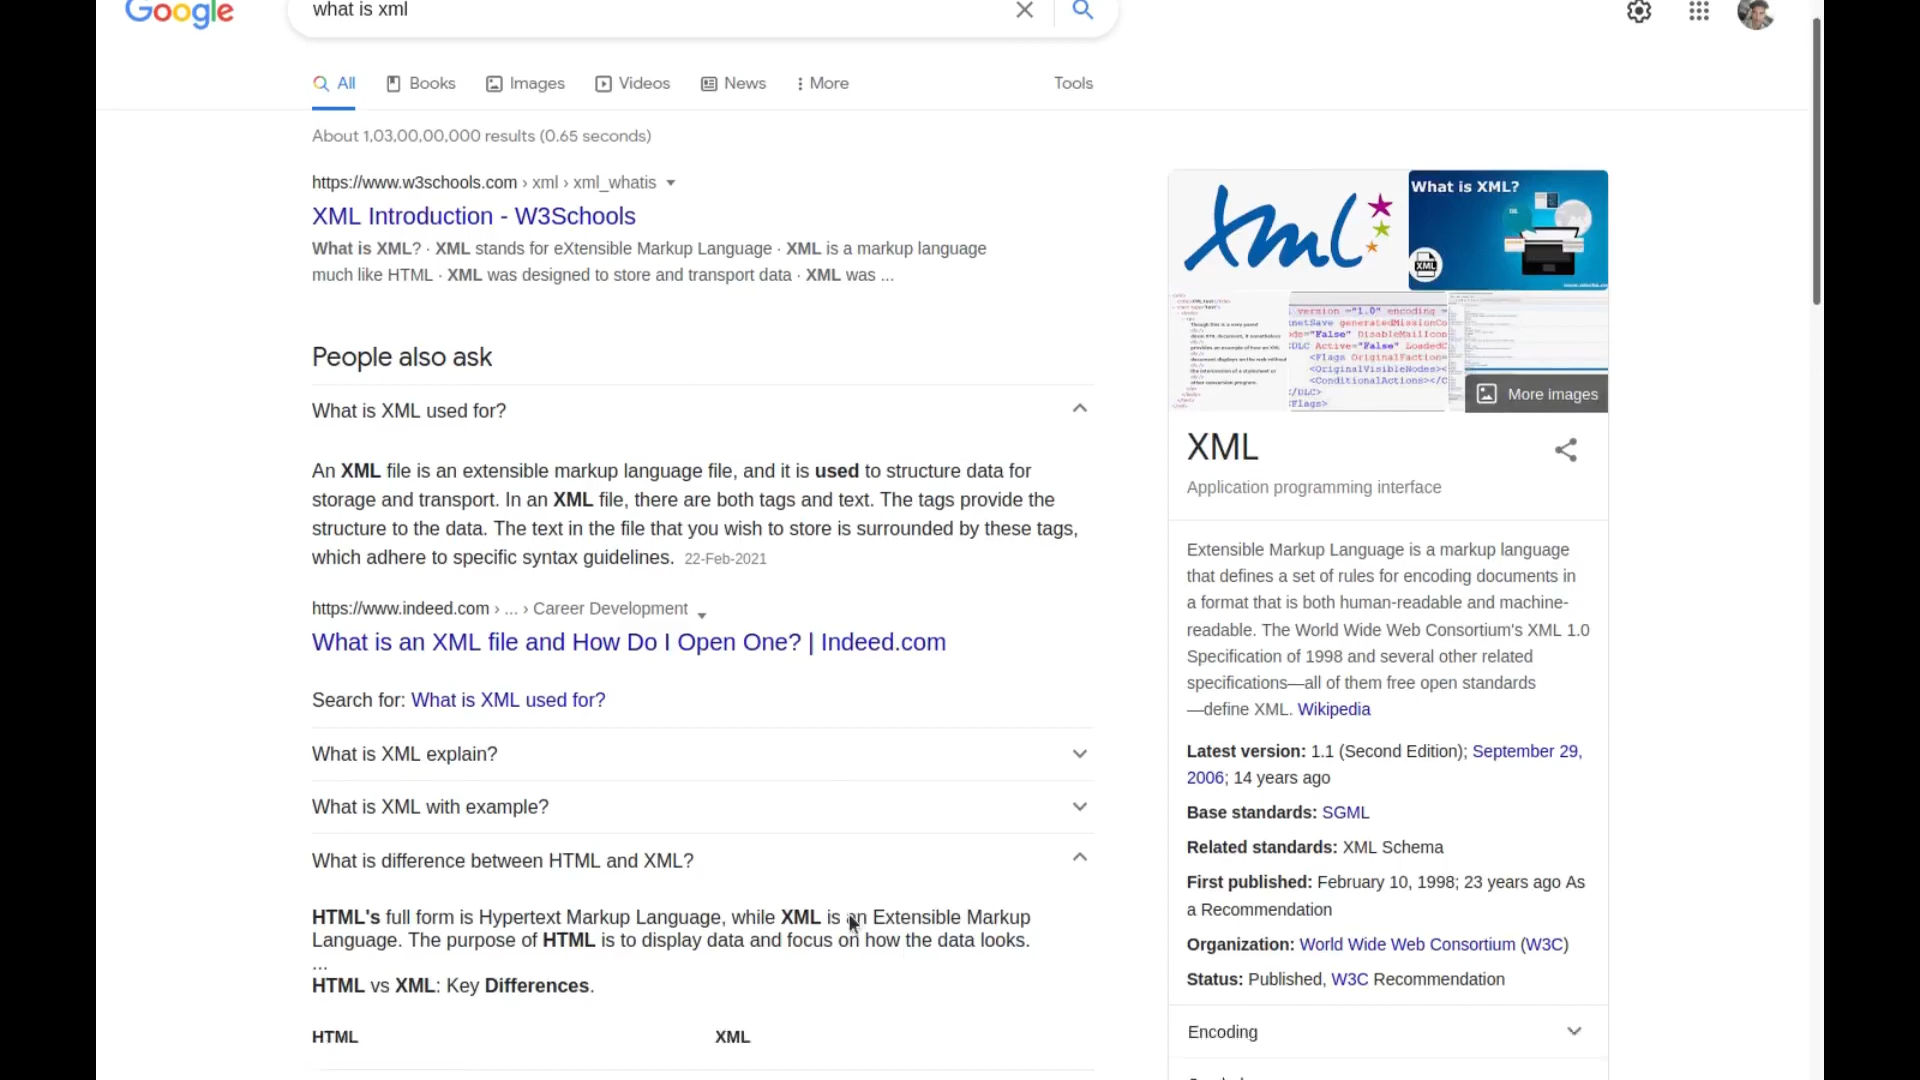 Google
what is xml
All Books Images Videos News More Tools
About 1,03,00,00,000 results (0.65 seconds)
https://www.w3schools.com › xml › xml_whatis
XML Introduction - W3Schools
What is XML? · XML stands for eXtensible Markup Language · XML is a markup language
much like HTML · XML was designed to store and transport data · XML was ...
People also ask
What is XML used for?
An XML file is an extensible markup language file, and it is used to structure data for
storage and transport. In an XML file, there are both tags and text. The tags provide the
structure to the data. The text in the file that you wish to store is surrounded by these tags,
which adhere to specific syntax guidelines. 22-Feb-2021
https://www.indeed.com › ... › Career Development
What is an XML file and How Do I Open One? | Indeed.com
Search for: What is XML used for?
What is XML explain?
What is XML with example?
What is difference between HTML and XML?
HTML's full form is Hypertext Markup Language, while XML is an Extensible Markup
Language. The purpose of HTML is to display data and focus on how the data looks.
...
HTML vs XML: Key Differences.
HTML XML
xml
What is XML?
XML
version ="1.0" encoding =
"False"
Active="False"
<Flags
<OriginalVisibleNodes><
<ConditionalActions></C
/DLC>
Flags>
More images
XML
Application programming interface
Extensible Markup Language is a markup language
that defines a set of rules for encoding documents in
a format that is both human-readable and machine-
readable. The World Wide Web Consortium's XML 1.0
Specification of 1998 and several other related
specifications—all of them free open standards
—define XML. Wikipedia
Latest version: 1.1 (Second Edition); September 29,
2006; 14 years ago
Base standards: SGML
Related standards: XML Schema
First published: February 10, 1998; 23 years ago As
a Recommendation
Organization: World Wide Web Consortium (W3C)
Status: Published, W3C Recommendation
Encoding